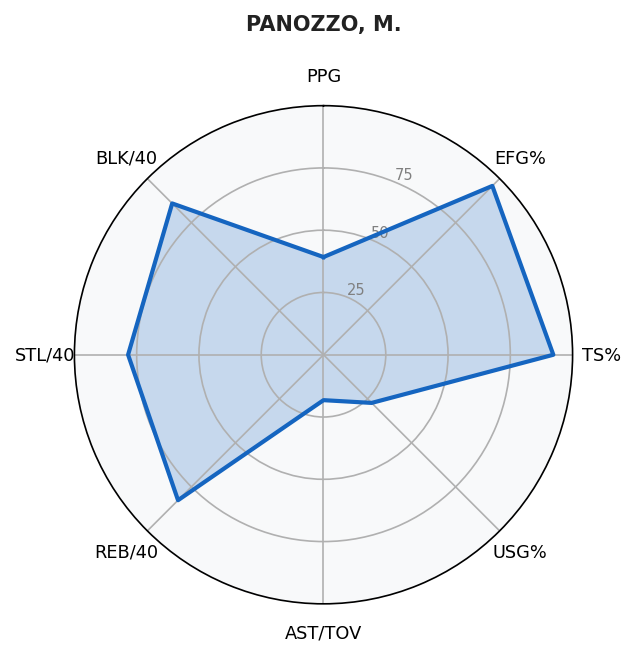 PANOZZO, M.
PPG
BLK/40
EFG%
75
50
25
STL/40
TS%
REB/40
USG%
AST/TOV